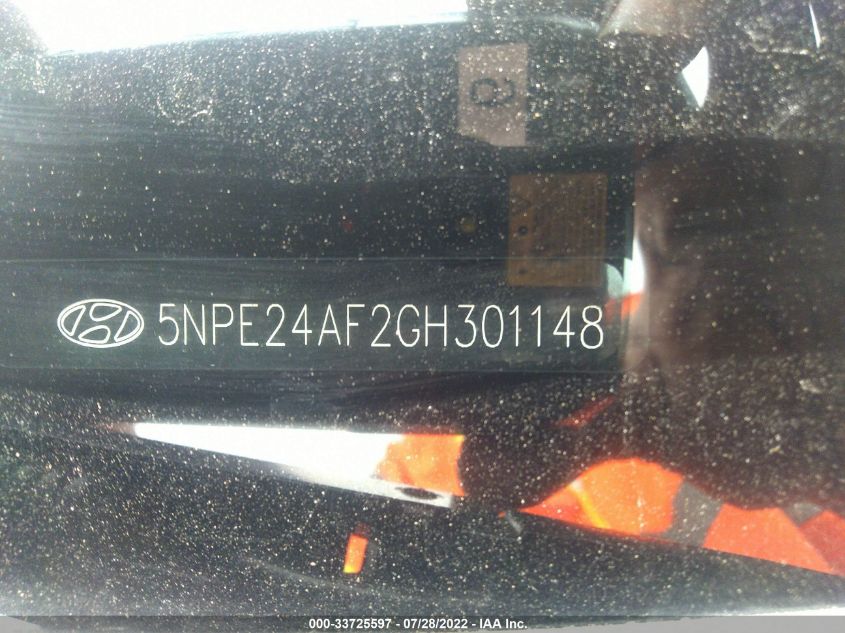 5NPE24AF2GH301148
000-33725597 - 07/28/2022 - IAA Inc.